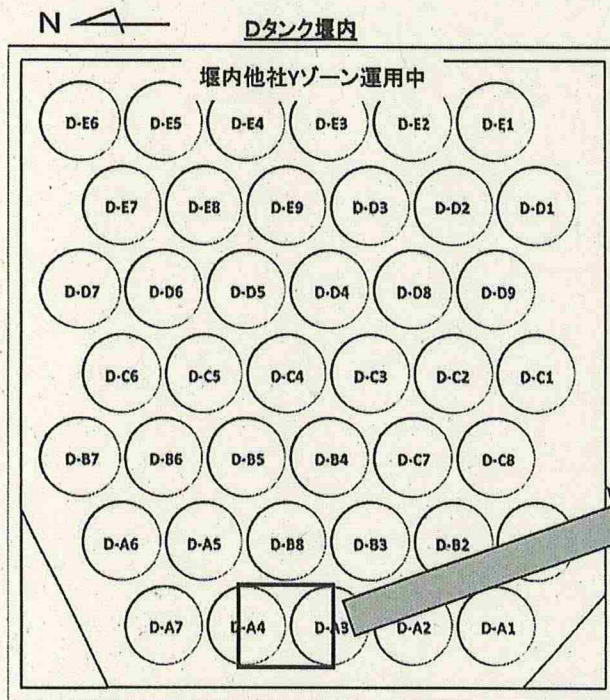 N
Dタンク堰内
堰内他社Yゾーン運用中
D-E6 D-E5 D-E4 D-E3 D-E2 D-E1
D-E7 D-E8 D-E9 D-D3 D-D2 D-D1
D-D7 D-D6 D-D5 D-D4 D-D8 D-D9
D-C6 D-C5 D-C4 D-C3 D-C2 D-C1
D-B7 D-B6 D-B5 D-B4 D-C7 D-C8
D-A6 D-A5 D-B8 D-B3 D-B2
D-A7 D-A4 D-A3 D-A2 D-A1